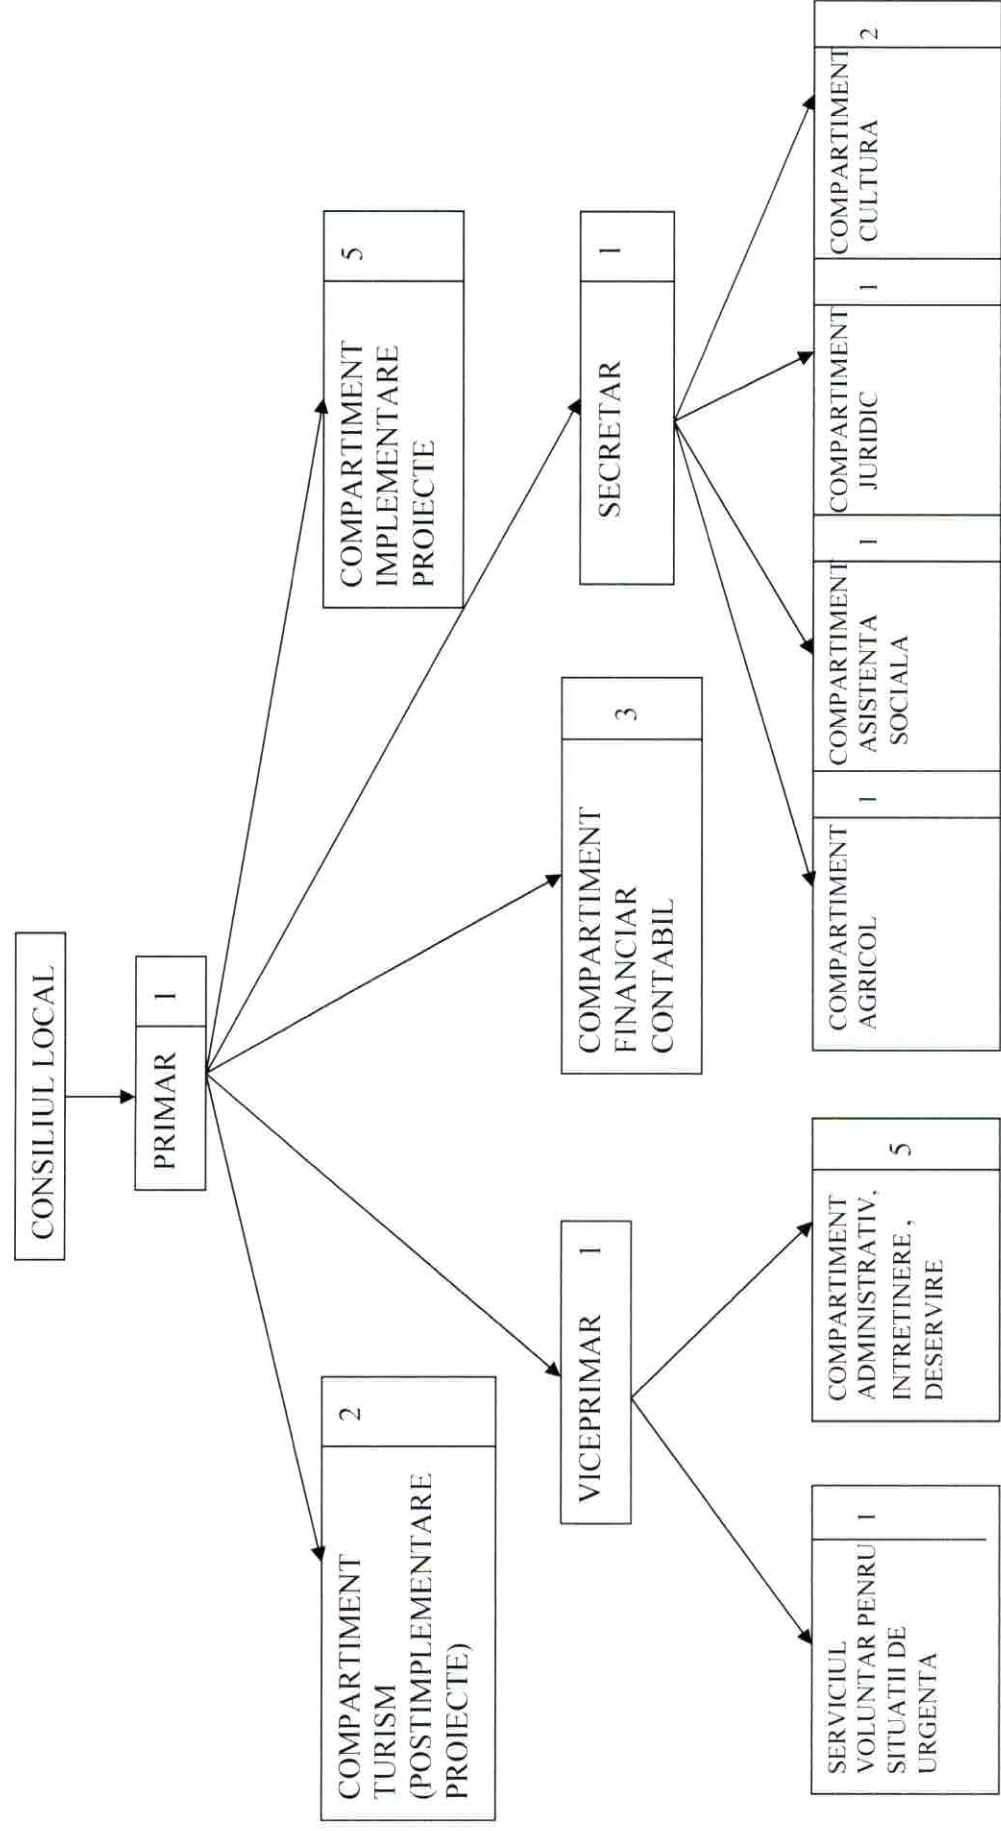 CONSILIUL LOCAL
PRIMAR 1
COMPARTIMENT
TURISM
(POSTIMPLEMENTARE
PROIECTE)
2
COMPARTIMENT
IMPLEMENTARE
PROIECTE
5
VICEPRIMAR 1
COMPARTIMENT
FINANCIAR
CONTABIL
3
SECRETAR 1
SERVICIUL
VOLUNTAR PENRU
SITUATII DE
URGENTA
1
COMPARTIMENT
ADMINISTRATIV,
INTRETINERE ,
DESERVIRE
5
COMPARTIMENT
AGRICOL
1
COMPARTIMENT
ASISTENTA
SOCIALA
1
COMPARTIMENT
JURIDIC
1
COMPARTIMENT
CULTURA
2